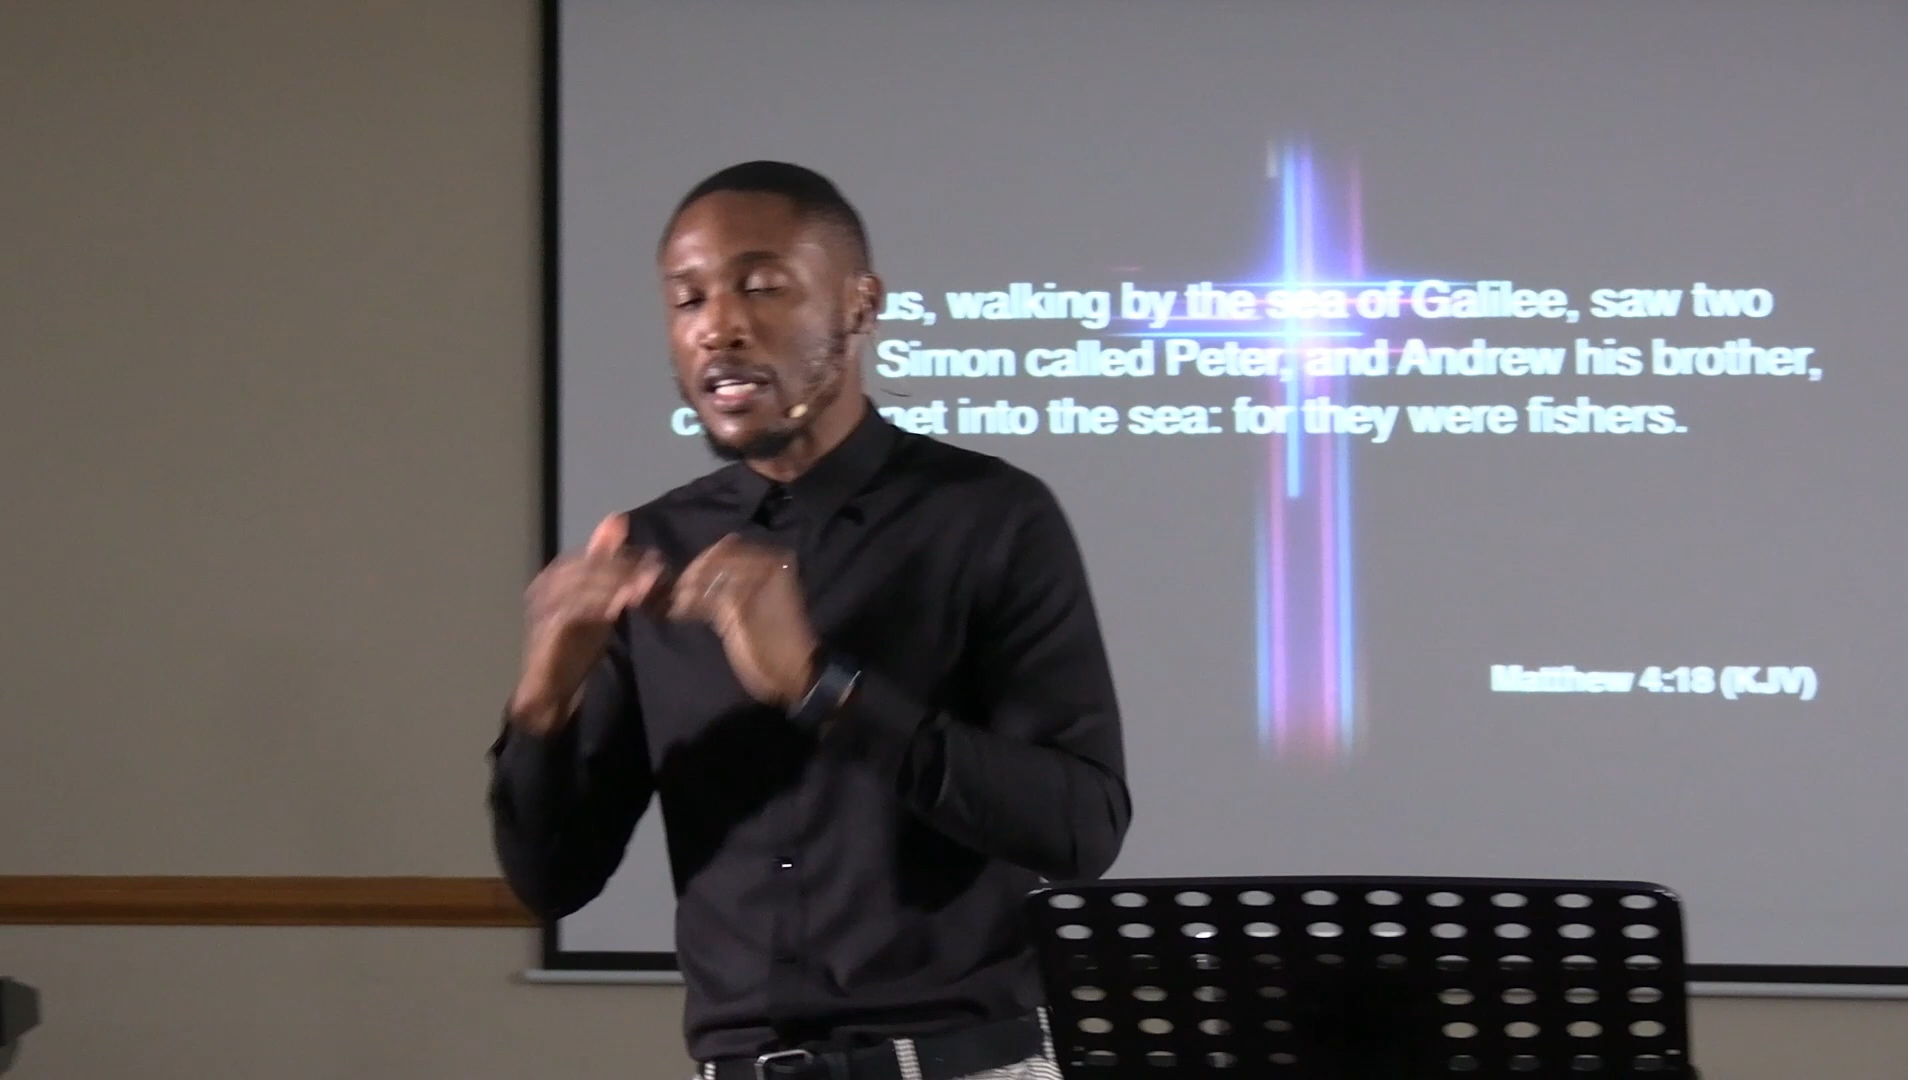 us, walking by the sea of Galilee, saw two
Simon called Peter, and Andrew his brother,
net into the sea: for they were fishers.
Matthew 4:18 (KJV)